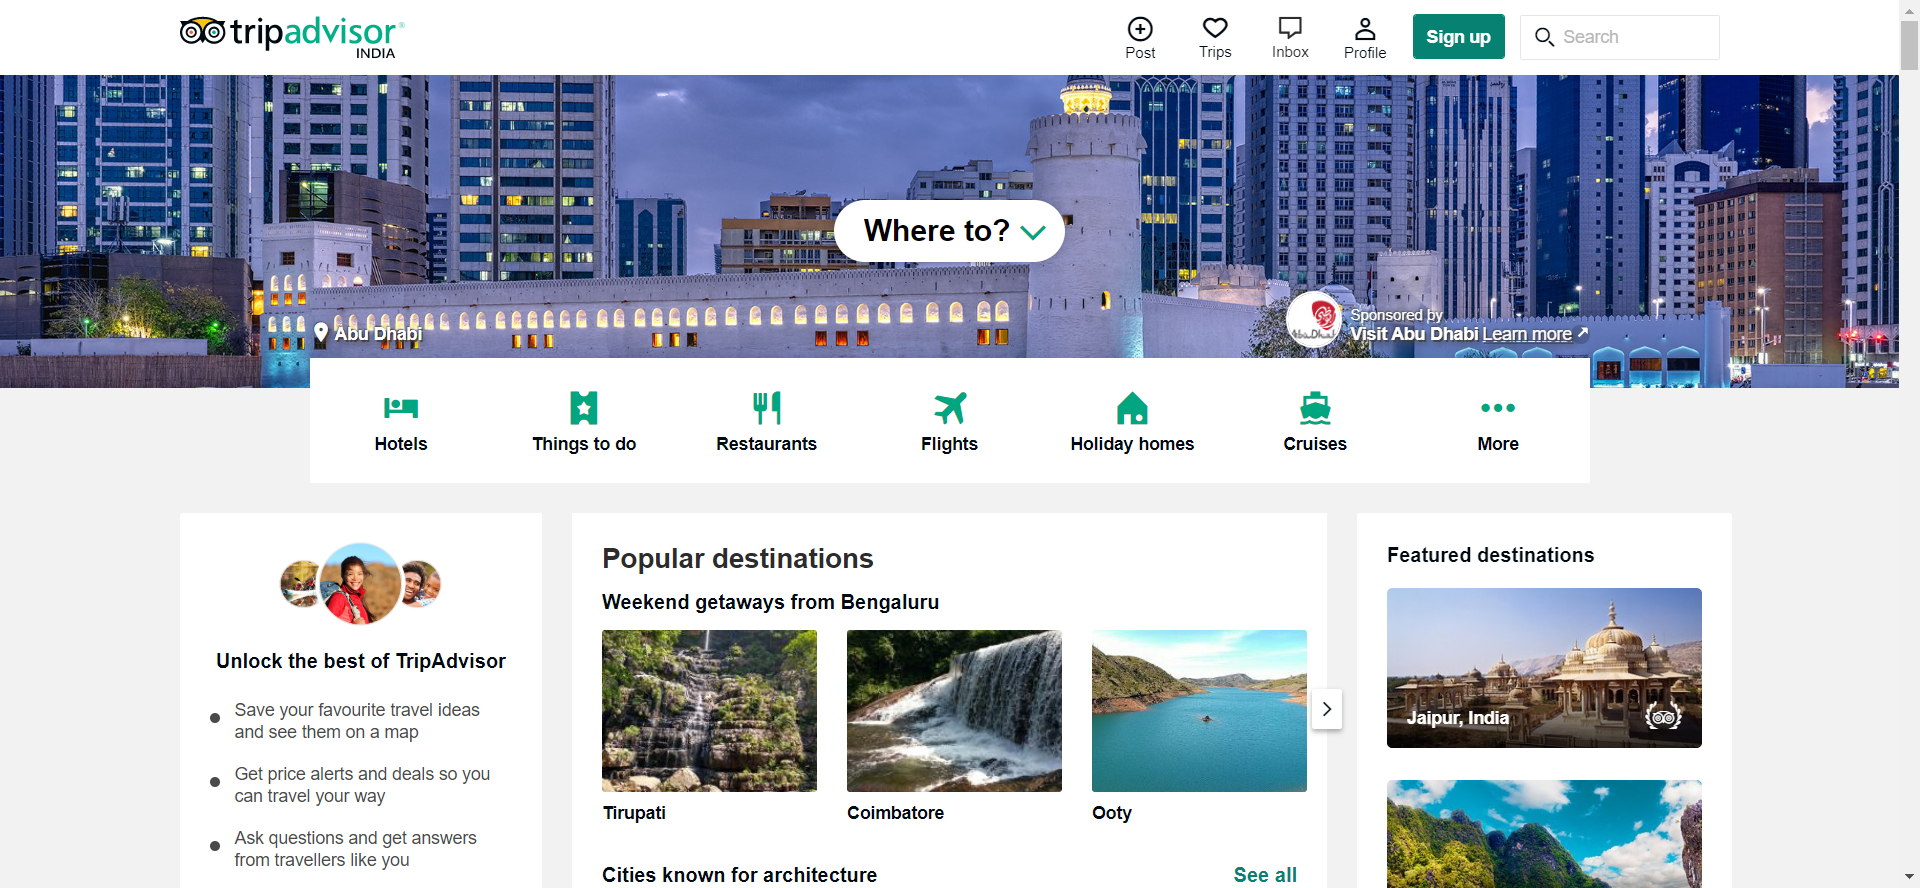 tripadvisor®
INDIA
Post
Trips
Inbox
Profile
Sign up
Search
Where to?
Abu Dhabi
Abu Dhabi
Sponsored by
Visit Abu Dhabi Learn more
Hotels
Things to do
Restaurants
Flights
Holiday homes
Cruises
More
Unlock the best of TripAdvisor
Save your favourite travel ideas
and see them on a map
Get price alerts and deals so you
can travel your way
Ask questions and get answers
from travellers like you
Popular destinations
Weekend getaways from Bengaluru
Tirupati
Coimbatore
Ooty
Cities known for architecture
See all
Featured destinations
Jaipur, India